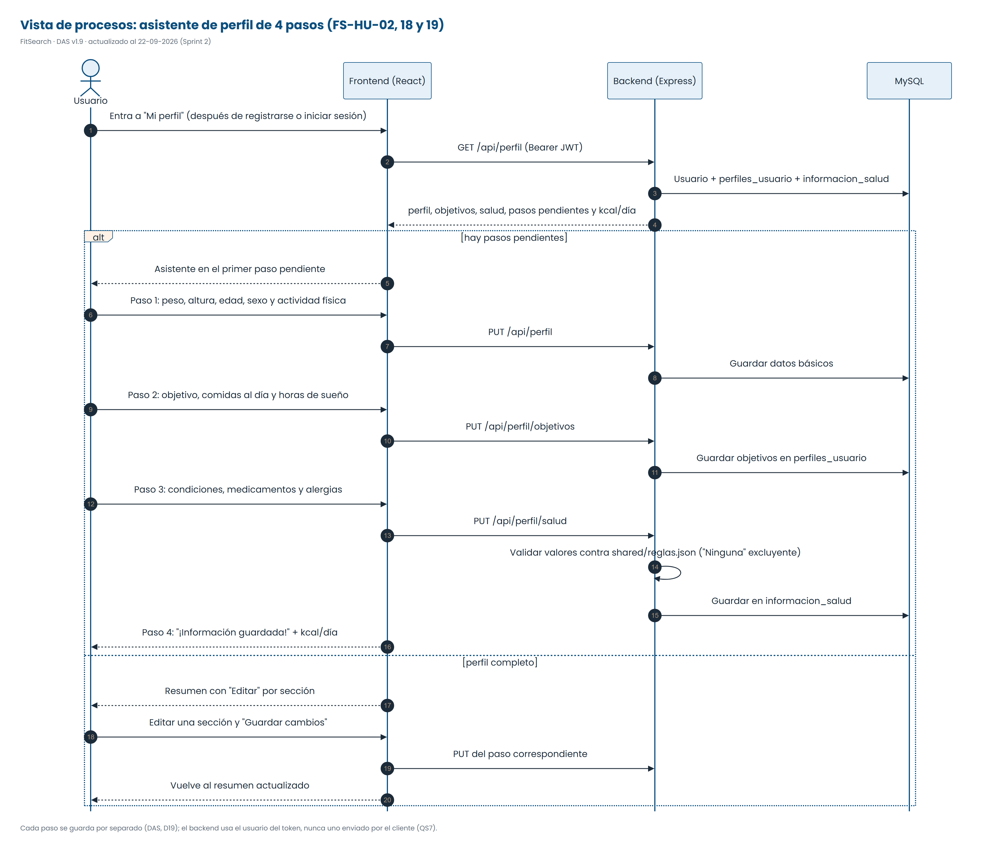 Vista de procesos: asistente de perfil de 4 pasos (FS-HU-02, 18 y 19)
FitSearch · DAS v1.9 · actualizado al 22-09-2026 (Sprint 2)
Usuario
Frontend (React)
Backend (Express)
MySQL
Entra a "Mi perfil" (después de registrarse o iniciar sesión)
1
GET /api/perfil (Bearer JWT)
2
Usuario + perfiles_usuario + informacion_salud
3
perfil, objetivos, salud, pasos pendientes y kcal/día
4
alt
[hay pasos pendientes]
Asistente en el primer paso pendiente
5
Paso 1: peso, altura, edad, sexo y actividad física
6
PUT /api/perfil
7
Guardar datos básicos
8
Paso 2: objetivo, comidas al día y horas de sueño
9
PUT /api/perfil/objetivos
10
Guardar objetivos en perfiles_usuario
11
Paso 3: condiciones, medicamentos y alergias
12
PUT /api/perfil/salud
13
Validar valores contra shared/reglas.json ("Ninguna" excluyente)
14
Guardar en informacion_salud
15
Paso 4: "¡Información guardada!" + kcal/día
16
[perfil completo]
Resumen con "Editar" por sección
17
Editar una sección y "Guardar cambios"
18
PUT del paso correspondiente
19
Vuelve al resumen actualizado
20
Cada paso se guarda por separado (DAS, D19); el backend usa el usuario del token, nunca uno enviado por el cliente (QS7).